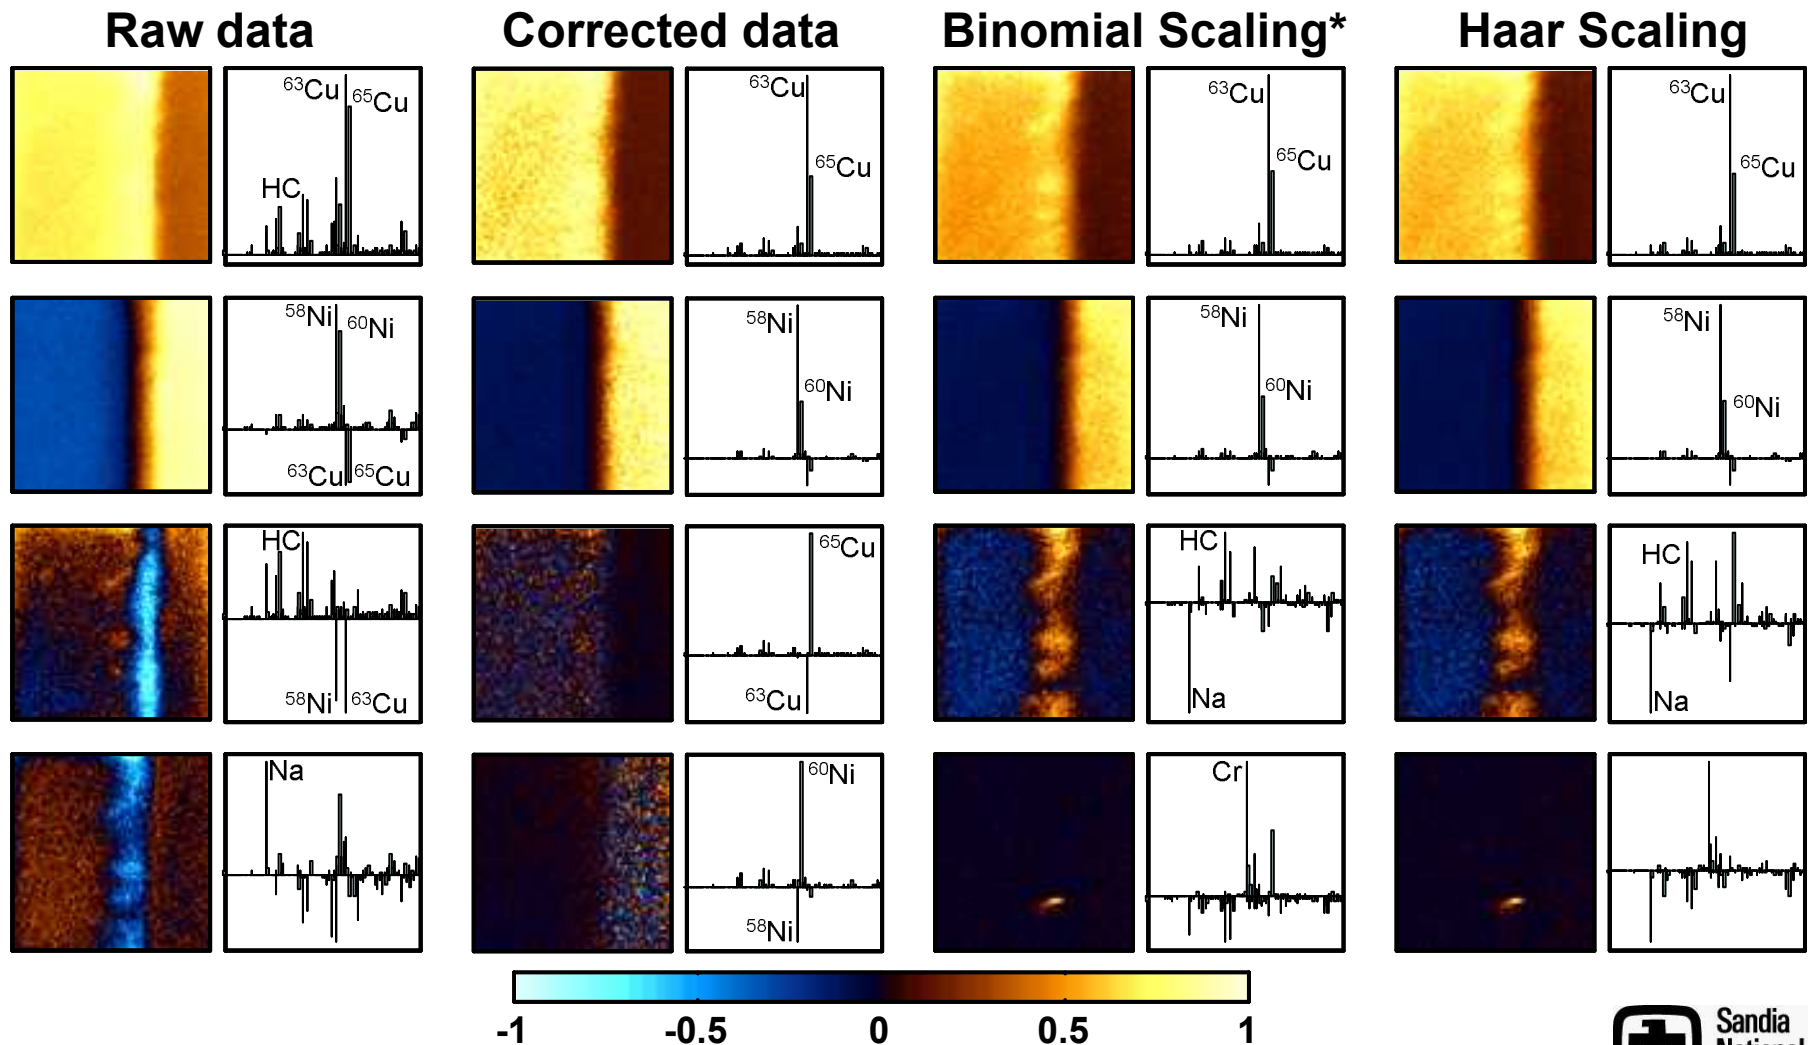 Raw data Corrected data Binomial Scaling* Haar Scaling
⁶³Cu ⁶⁵Cu HC ⁶³Cu ⁶⁵Cu ⁶³Cu ⁶⁵Cu ⁶³Cu ⁶⁵Cu
⁵⁸Ni ⁶⁰Ni ⁶³Cu ⁶⁵Cu ⁵⁸Ni ⁶⁰Ni ⁵⁸Ni ⁶⁰Ni ⁵⁸Ni ⁶⁰Ni
HC ⁵⁸Ni ⁶³Cu ⁶⁵Cu ⁶³Cu HC Na HC Na
Na ⁶⁰Ni ⁵⁸Ni Cr
-1 -0.5 0 0.5 1
Sandia
National